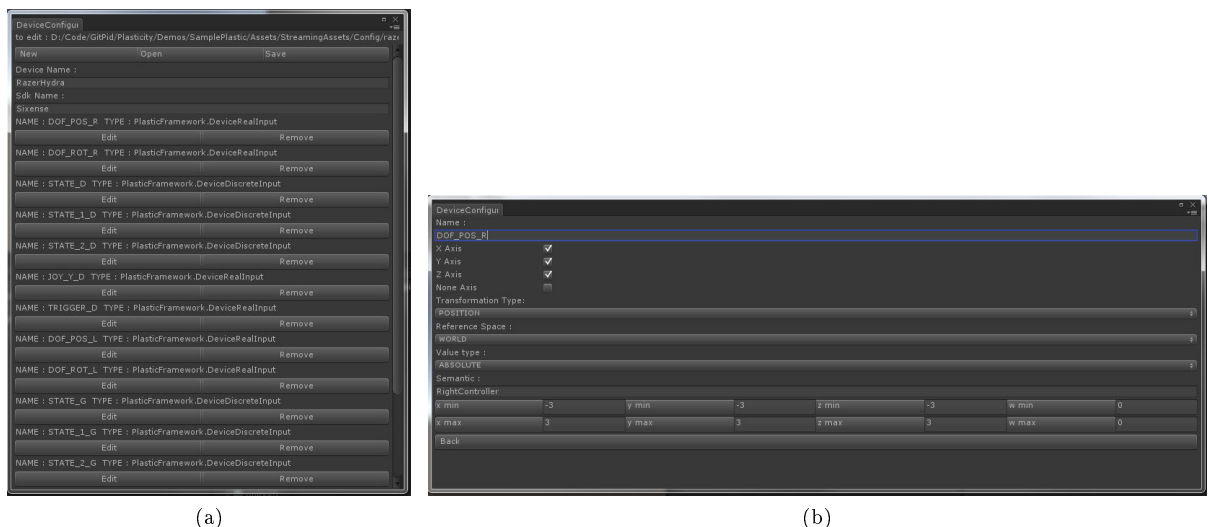 DeviceConfigui
to edit : D:/Code/GitPid/Plasticity/Demos/SamplePlastic/Assets/StreamingAssets/Config/raze
New Open Save
Device Name :
RazerHydra
Sdk Name :
Sixense
NAME : DOF_POS_R TYPE : PlasticFramework.DeviceRealInput
Edit Remove
NAME : DOF_ROT_R TYPE : PlasticFramework.DeviceRealInput
Edit Remove
NAME : STATE_D TYPE : PlasticFramework.DeviceDiscreteInput
Edit Remove
NAME : STATE_1_D TYPE : PlasticFramework.DeviceDiscreteInput
Edit Remove
NAME : STATE_2_D TYPE : PlasticFramework.DeviceDiscreteInput
Edit Remove
NAME : JOY_Y_D TYPE : PlasticFramework.DeviceRealInput
Edit Remove
NAME : TRIGGER_D TYPE : PlasticFramework.DeviceRealInput
Edit Remove
NAME : DOF_POS_L TYPE : PlasticFramework.DeviceRealInput
Edit Remove
NAME : DOF_ROT_L TYPE : PlasticFramework.DeviceRealInput
Edit Remove
NAME : STATE_G TYPE : PlasticFramework.DeviceDiscreteInput
Edit Remove
NAME : STATE_1_G TYPE : PlasticFramework.DeviceDiscreteInput
Edit Remove
NAME : STATE_2_G TYPE : PlasticFramework.DeviceDiscreteInput
Edit Remove
(a)
DeviceConfigui
Name :
DOF_POS_R
X Axis
Y Axis
Z Axis
None Axis
Transformation Type:
POSITION
Reference Space :
WORLD
Value type :
ABSOLUTE
Semantic :
RightController
x min -3 y min -3 z min -3 w min 0
x max 3 y max 3 z max 3 w max 0
Back
(b)